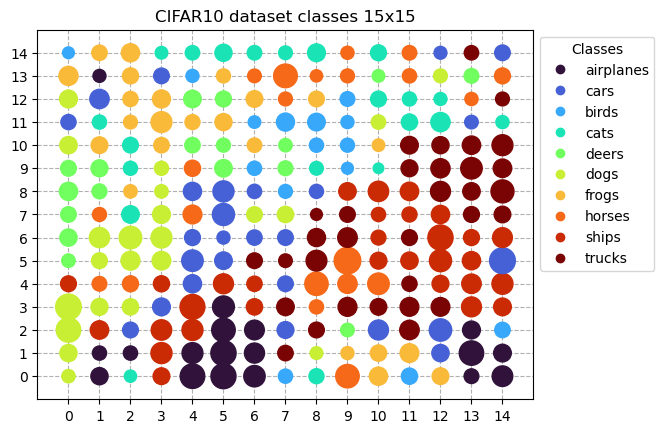 CIFAR10 dataset classes 15x15
14
13
12
11
10
9
8
7
6
5
4
3
2
1
0
0 1 2 3 4 5 6 7 8 9 10 11 12 13 14
Classes
airplanes
cars
birds
cats
deers
dogs
frogs
horses
ships
trucks